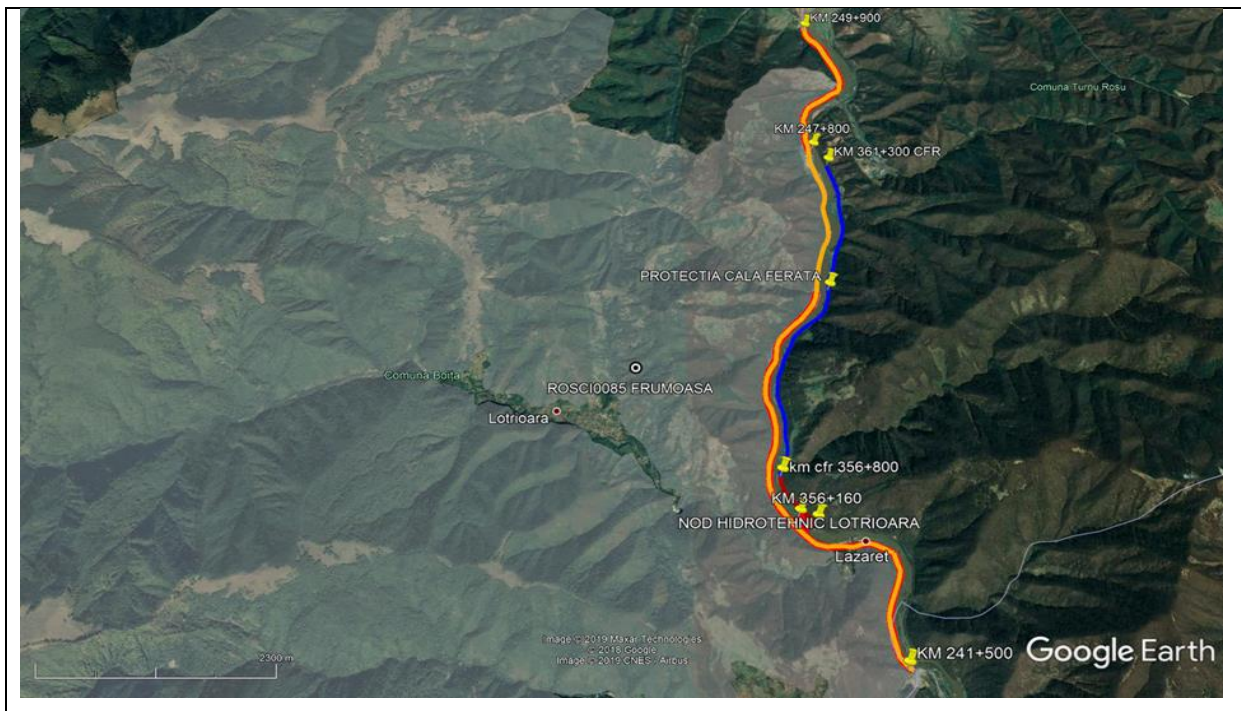 KM 249+900
Comuna Turnu Rosu
KM 247+800
KM 361+300 CFR
PROTECTIA CALA FERATA
Comuna Boița
ROSCI0085 FRUMOASA
Lotrioara
km cfr 356+800
KM 356+160
NOD HIDROTEHNIC LOTRIOARA
Lazaret
Image © 2019 Maxar Technologies
© 2018 Google
Image © 2019 CNES - Airbus
2300 m
KM 241+500
Google Earth